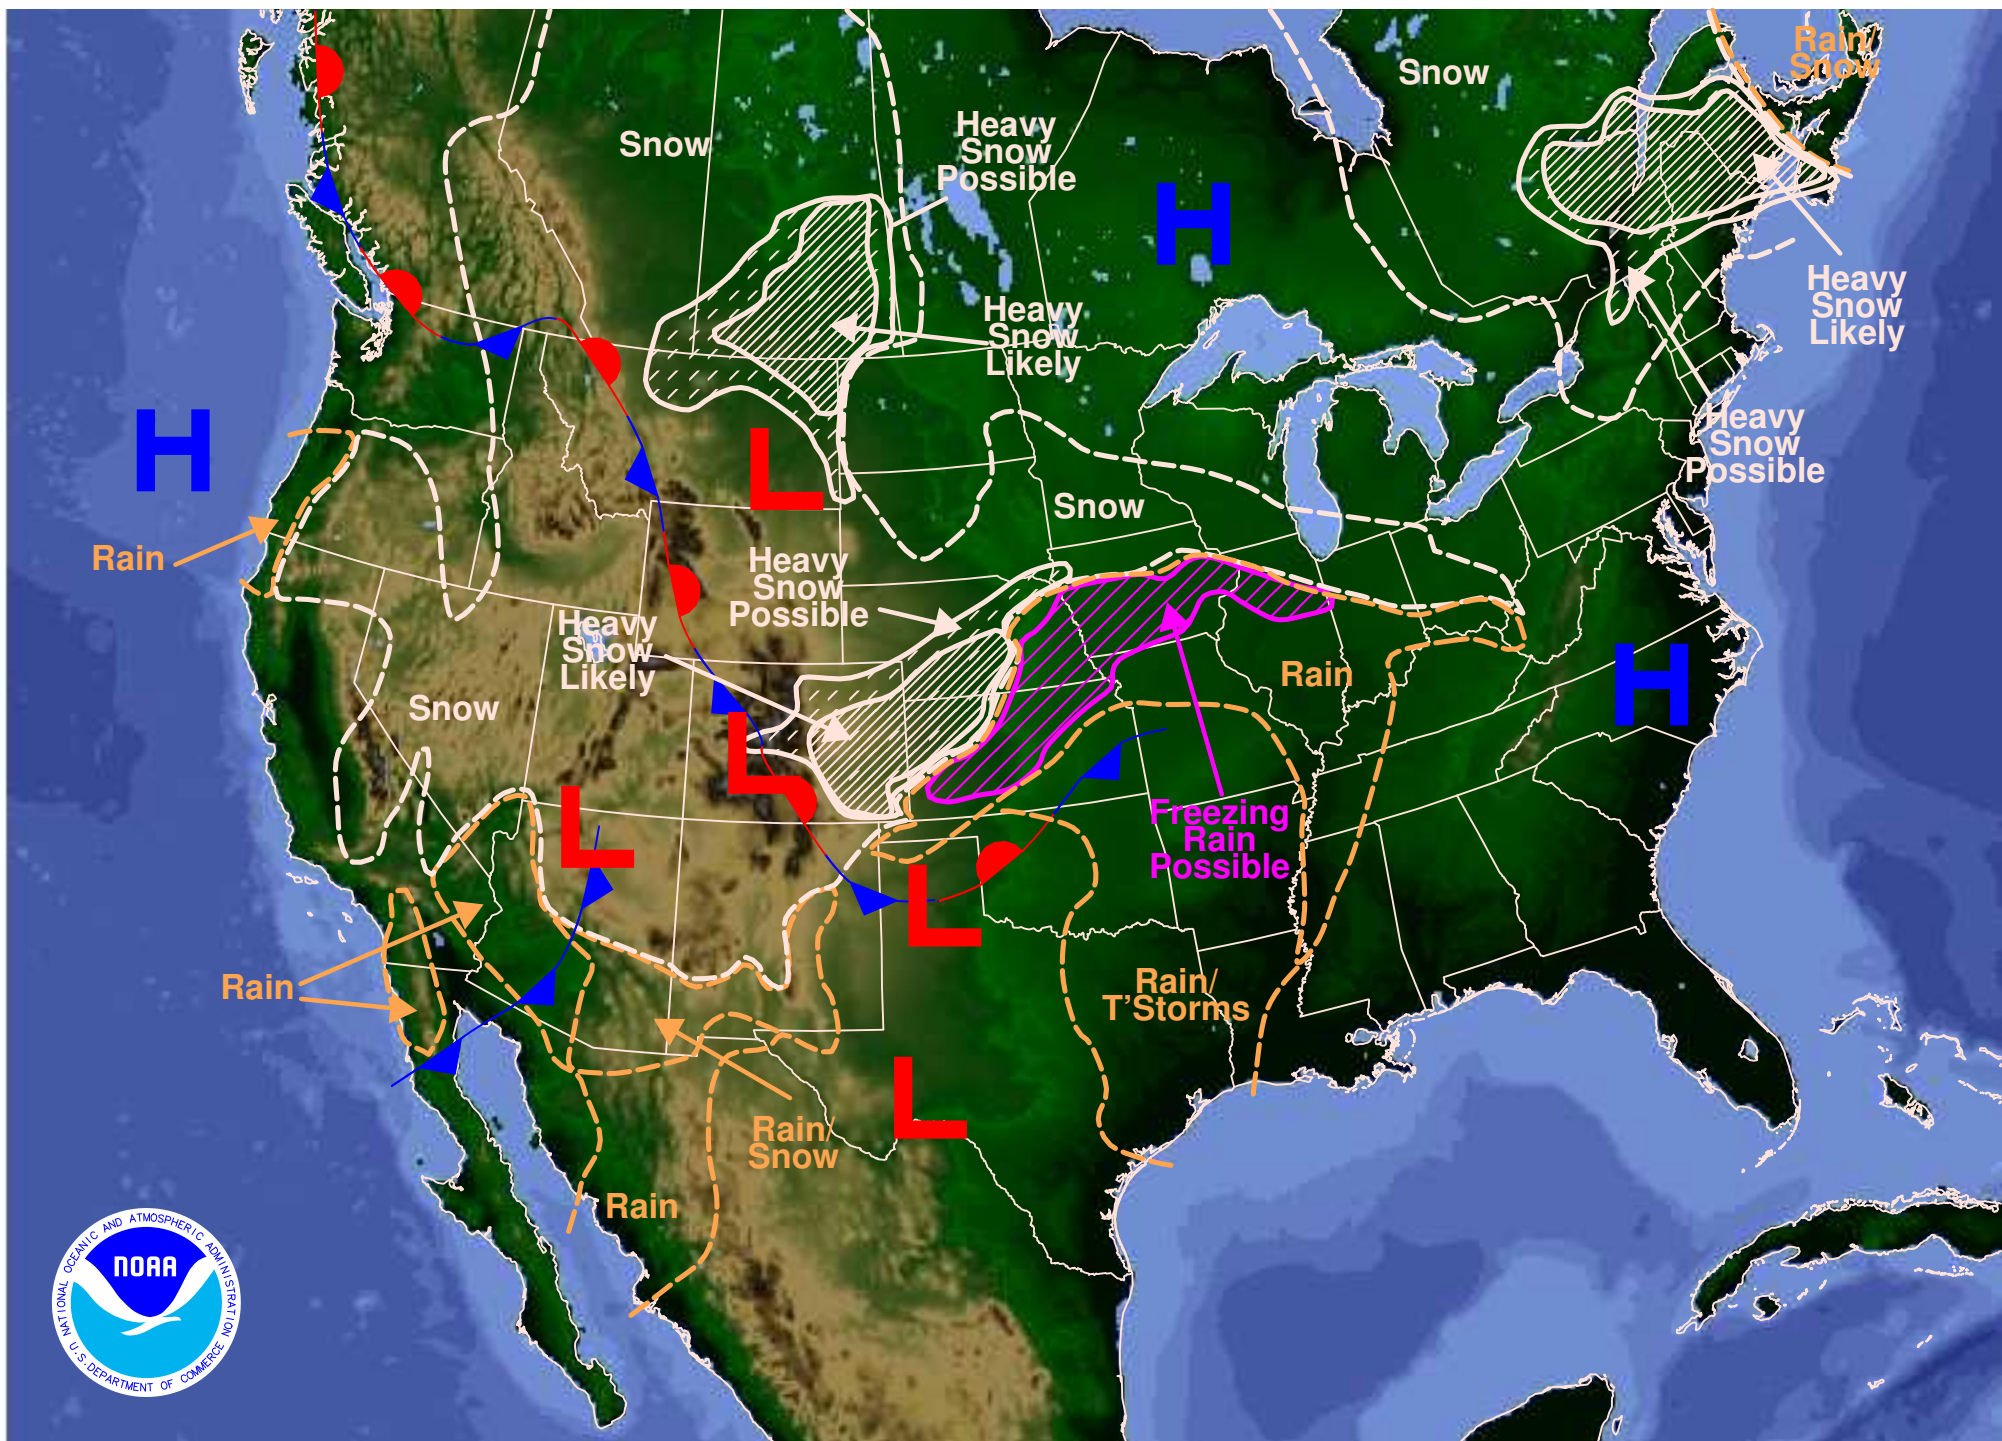 Rain/
Snow
Snow
Heavy
Snow
Possible
Snow
H
Heavy
Snow
Likely
Heavy
Snow
Likely
H
L
Heavy
Snow
Possible
Snow
Rain
Heavy
Snow
Possible
Heavy
Snow
Likely
Rain
H
Snow
L
L
Freezing
Rain
Possible
L
Rain
Rain/
T'Storms
L
Rain/
Snow
Rain
NATIONAL OCEANIC AND ATMOSPHERIC ADMINISTRATION
NOAA
U.S. DEPARTMENT OF COMMERCE